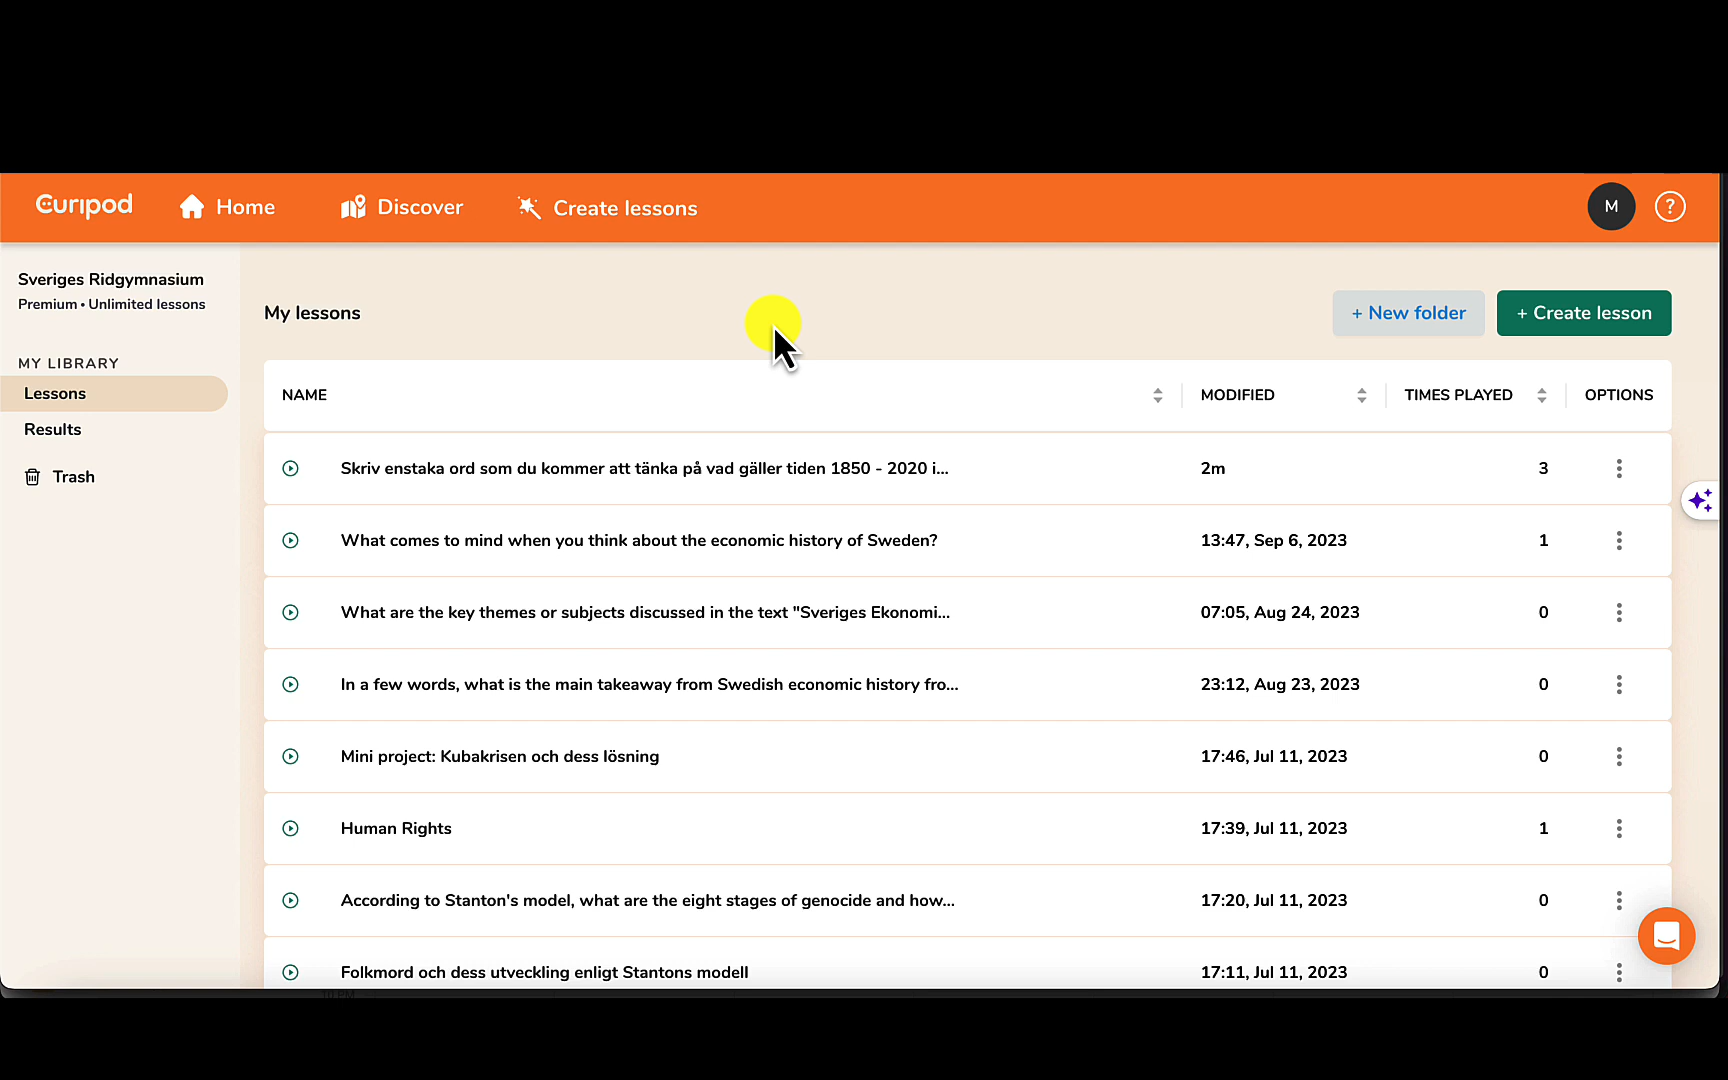 Curipod Home Discover Create lessons M ?
Sveriges Ridgymnasium
Premium • Unlimited lessons
MY LIBRARY
Lessons
Results
Trash
My lessons + New folder + Create lesson
NAME MODIFIED TIMES PLAYED OPTIONS
Skriv enstaka ord som du kommer att tänka på vad gäller tiden 1850 - 2020 i... 2m 3
What comes to mind when you think about the economic history of Sweden? 13:47, Sep 6, 2023 1
What are the key themes or subjects discussed in the text "Sveriges Ekonomi... 07:05, Aug 24, 2023 0
In a few words, what is the main takeaway from Swedish economic history fro... 23:12, Aug 23, 2023 0
Mini project: Kubakrisen och dess lösning 17:46, Jul 11, 2023 0
Human Rights 17:39, Jul 11, 2023 1
According to Stanton's model, what are the eight stages of genocide and how... 17:20, Jul 11, 2023 0
Folkmord och dess utveckling enligt Stantons modell 17:11, Jul 11, 2023 0